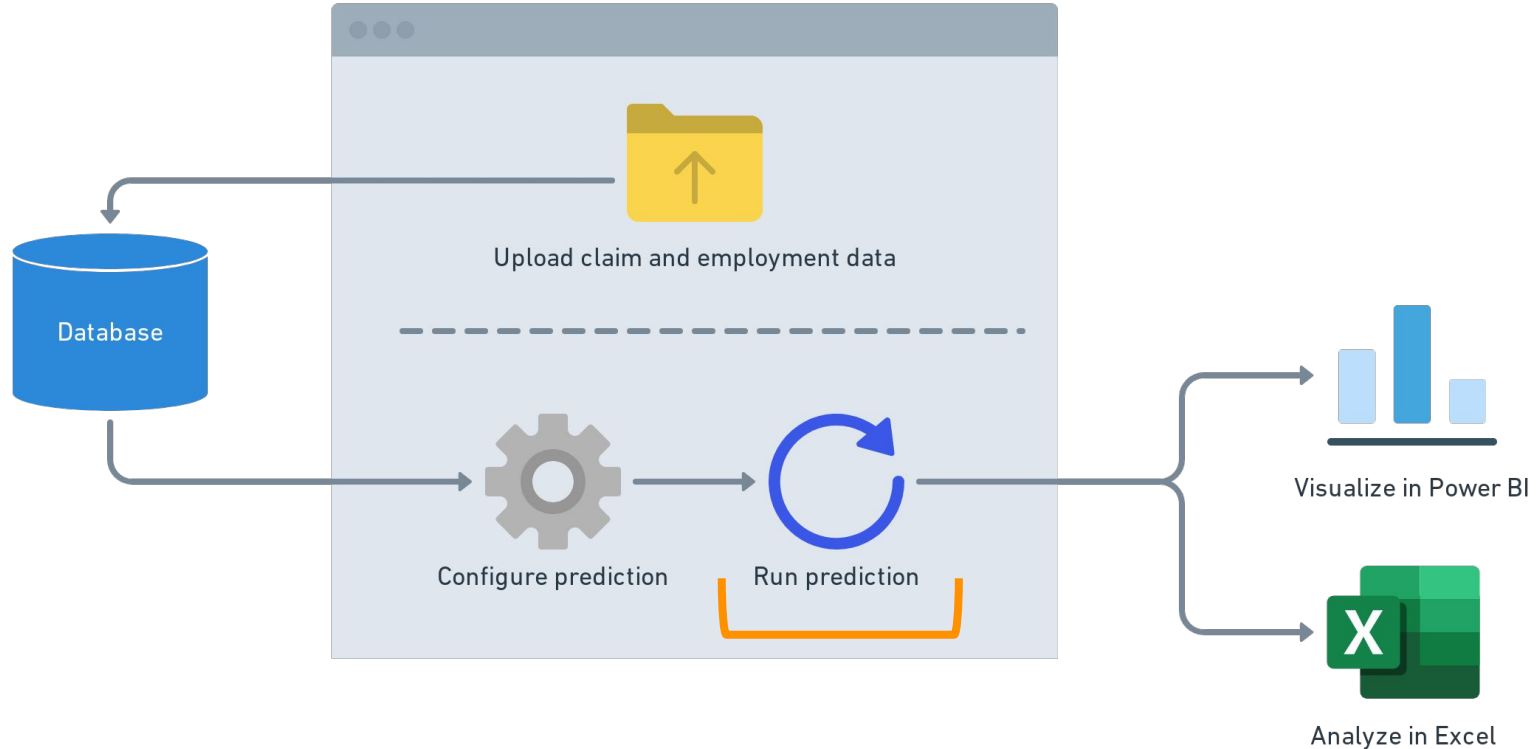 Upload claim and employment data
Database
Configure prediction
Run prediction
Visualize in Power BI
X
Analyze in Excel